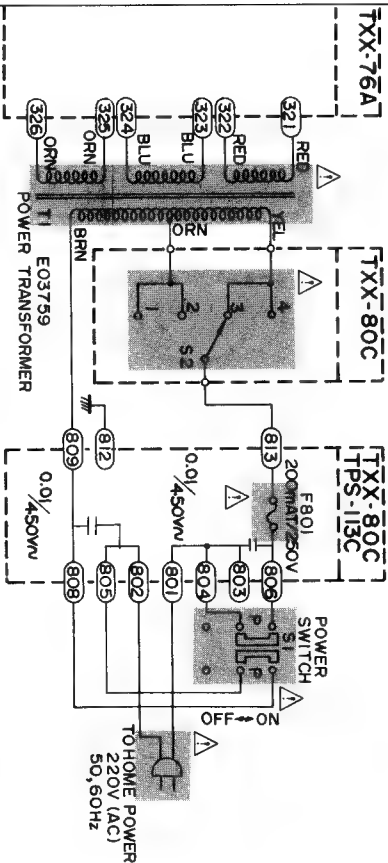 TXX-76A
326
325
324
323
322
321
ORN
ORN
BLU
BLU
RED
RED
T1
POWER TRANSFORMER
E03759
BRN
ORN
YEL
TXX-80C
1
2
3
4
S2
TXX-80C
TPS-113C
809
812
813
0.01/450V~
0.01/450V~
F801
200mAT/250V
808
805
802
801
804
803
806
POWER
SWITCH
S1
P
P
OFF↔ON
TO HOME POWER
220V (AC)
50,60Hz